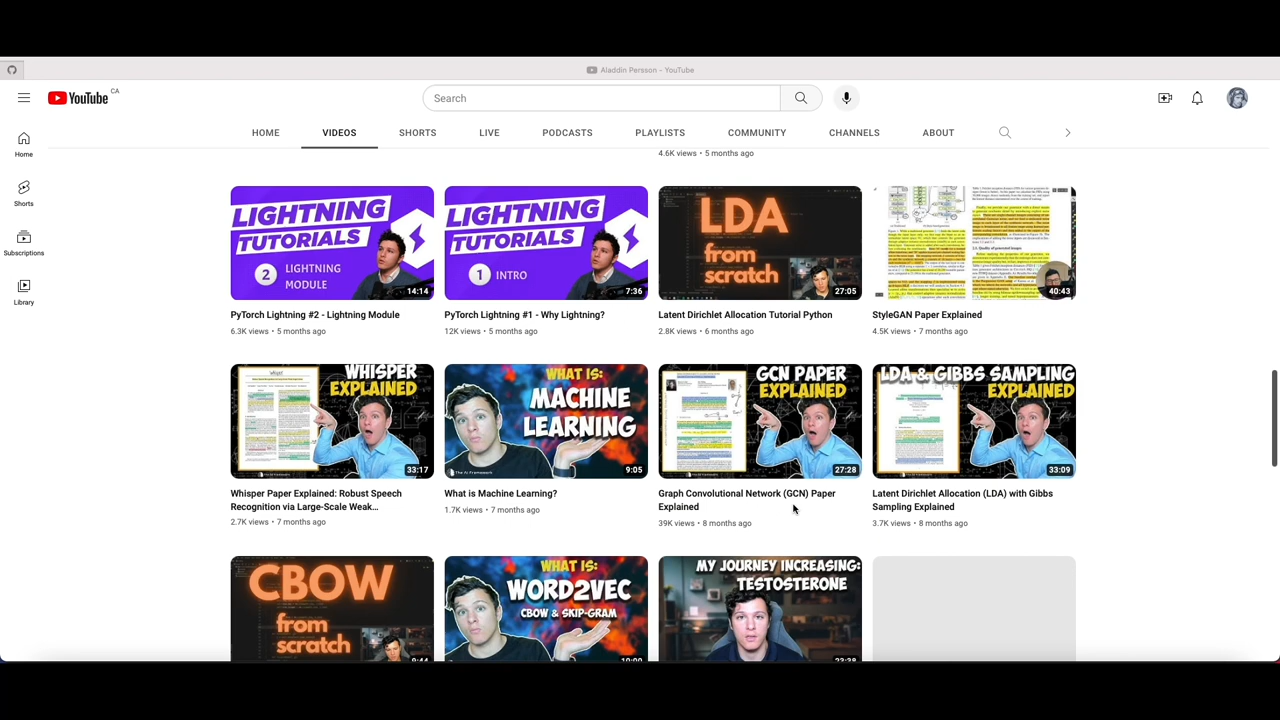 Aladdin Persson - YouTube
YouTube CA
Search
HOME
VIDEOS
SHORTS
LIVE
PODCASTS
PLAYLISTS
COMMUNITY
CHANNELS
ABOUT
Home
Shorts
Subscriptions
Library
4.6K views • 5 months ago
LIGHTNING
TUTORIALS
2 LIGHTNING
14:14
PyTorch Lightning #2 - Lightning Module
6.3K views • 5 months ago
LIGHTNING
TUTORIALS
1 INTRO
7:36
PyTorch Lightning #1 - Why Lightning?
12K views • 5 months ago
LDA
from
scratch
27:05
Latent Dirichlet Allocation Tutorial Python
2.8K views • 6 months ago
40:43
StyleGAN Paper Explained
4.5K views • 7 months ago
WHISPER
EXPLAINED
33:17
Whisper Paper Explained: Robust Speech
Recognition via Large-Scale Weak...
2.7K views • 7 months ago
WHAT IS:
MACHINE
LEARNING
9:05
What is Machine Learning?
1.7K views • 7 months ago
GCN PAPER
EXPLAINED
27:28
Graph Convolutional Network (GCN) Paper
Explained
39K views • 8 months ago
LDA & GIBBS SAMPLING
EXPLAINED
33:09
Latent Dirichlet Allocation (LDA) with Gibbs
Sampling Explained
3.7K views • 8 months ago
CBOW
from
scratch
WHAT IS:
WORD2VEC
CBOW & SKIP-GRAM
MY JOURNEY INCREASING:
TESTOSTERONE